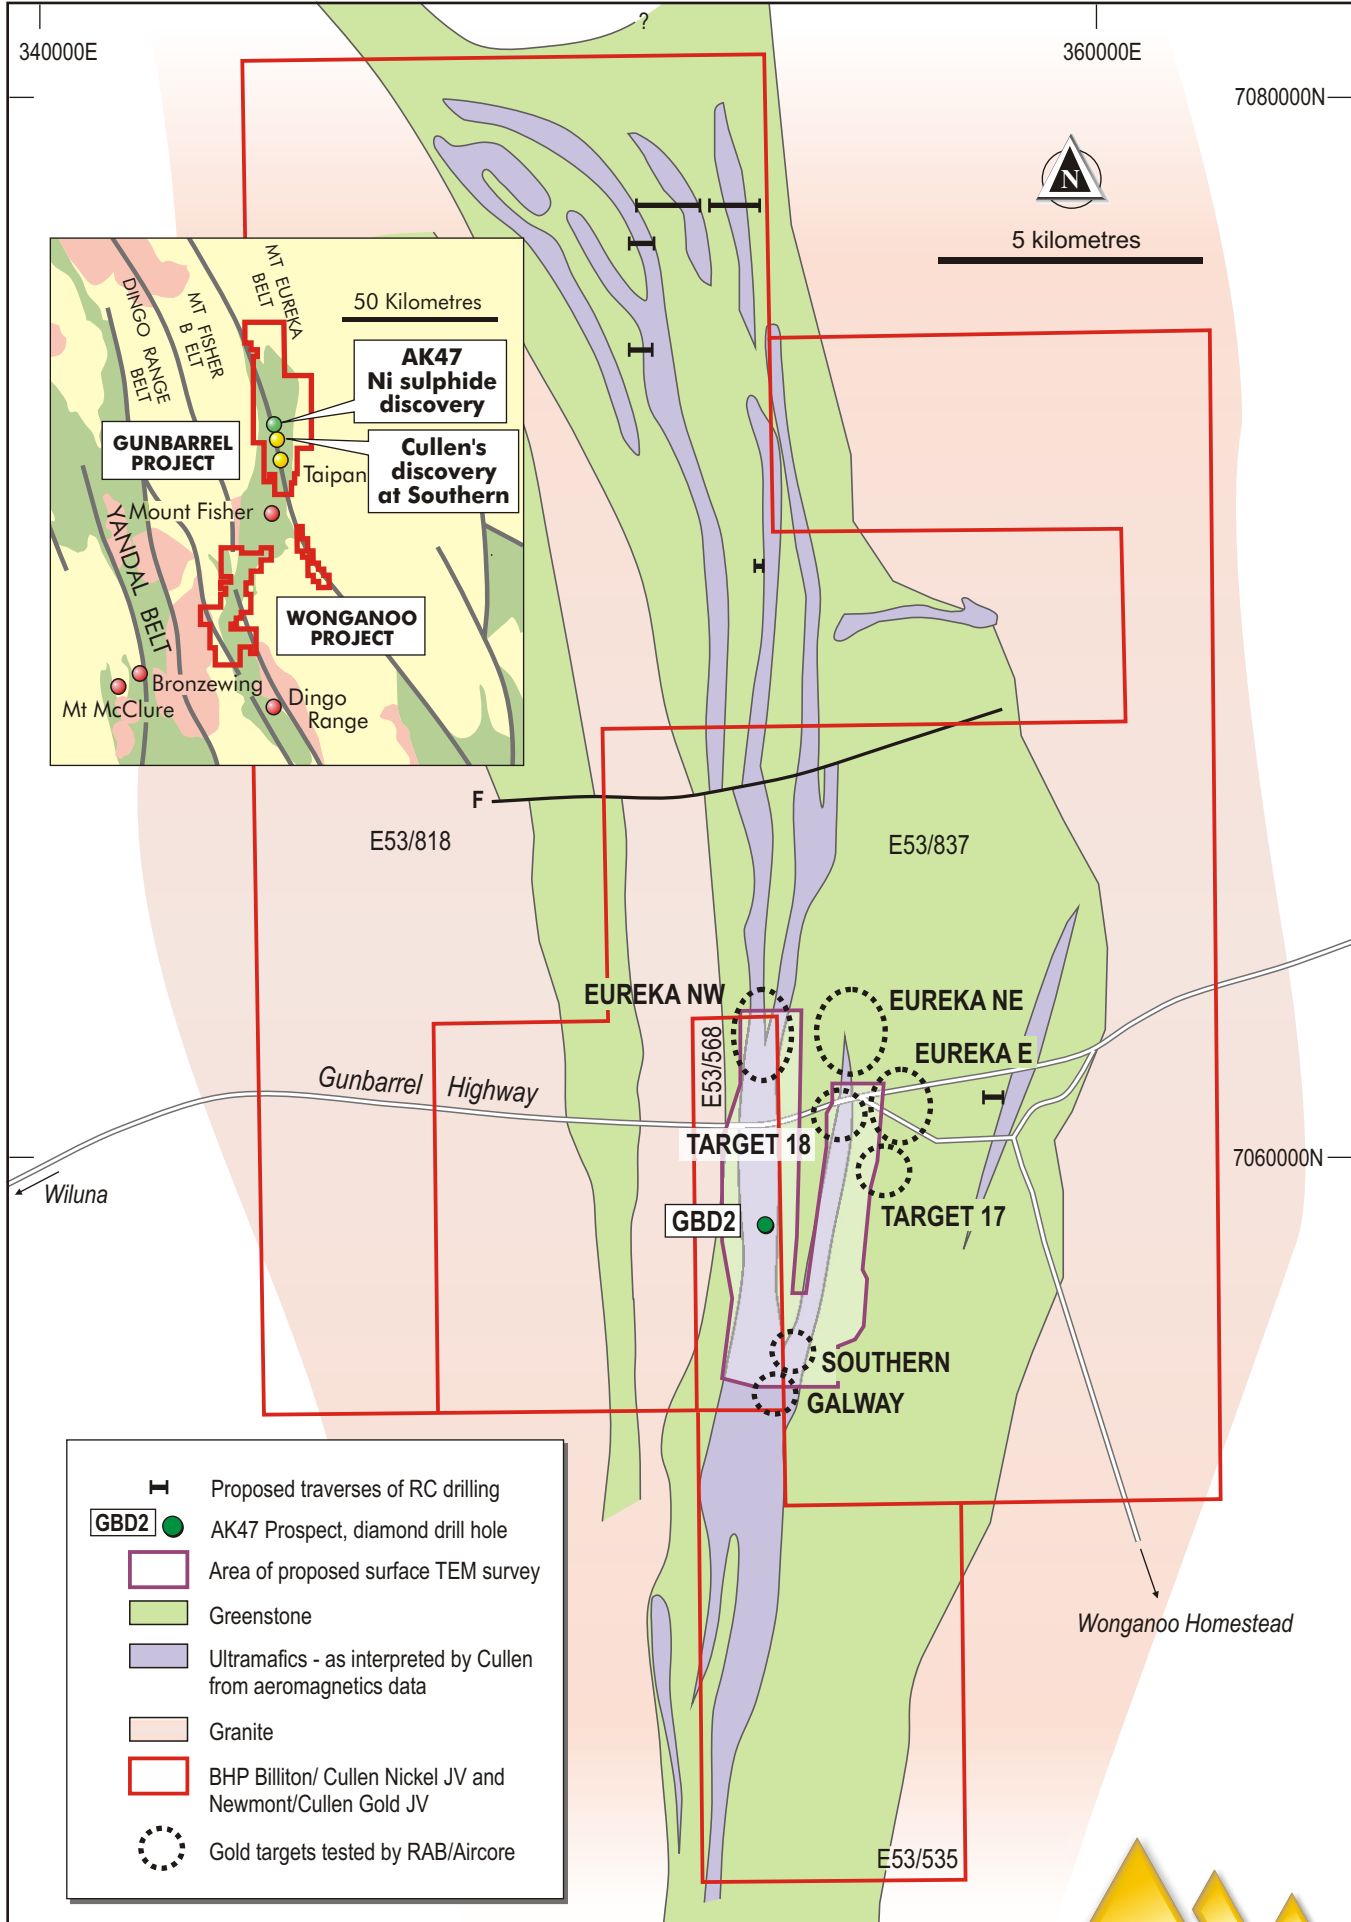 ?
340000E
360000E
7080000N
N
5 kilometres
MT EUREKA
BELT
DINGO RANGE
BELT
MT FISHER
B ELT
50 Kilometres
AK47
Ni sulphide
discovery
GUNBARREL
PROJECT
Cullen's
discovery
at Southern
Taipan
Mount Fisher
YANDAL BELT
WONGANOO
PROJECT
Bronzewing
Mt McClure
Dingo
Range
F
E53/818
E53/837
EUREKA NW
EUREKA NE
E53/568
EUREKA E
Gunbarrel Highway
TARGET 18
7060000N
Wiluna
GBD2
TARGET 17
SOUTHERN
GALWAY
Proposed traverses of RC drilling
GBD2
AK47 Prospect, diamond drill hole
Area of proposed surface TEM survey
Greenstone
Ultramafics - as interpreted by Cullen
from aeromagnetics data
Granite
BHP Billiton/ Cullen Nickel JV and
Newmont/Cullen Gold JV
Gold targets tested by RAB/Aircore
Wonganoo Homestead
E53/535